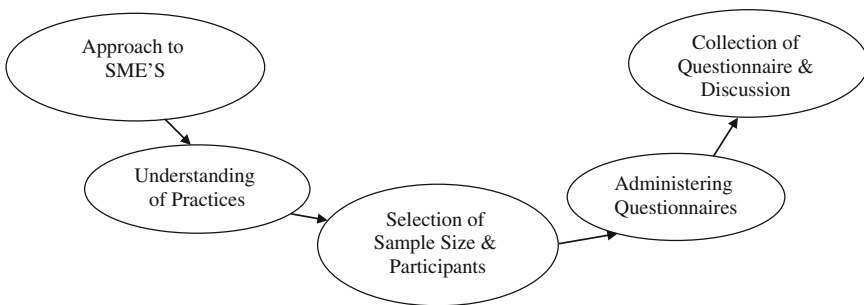 Approach to
SME'S
Understanding
of Practices
Selection of
Sample Size &
Participants
Administering
Questionnaires
Collection of
Questionnaire &
Discussion